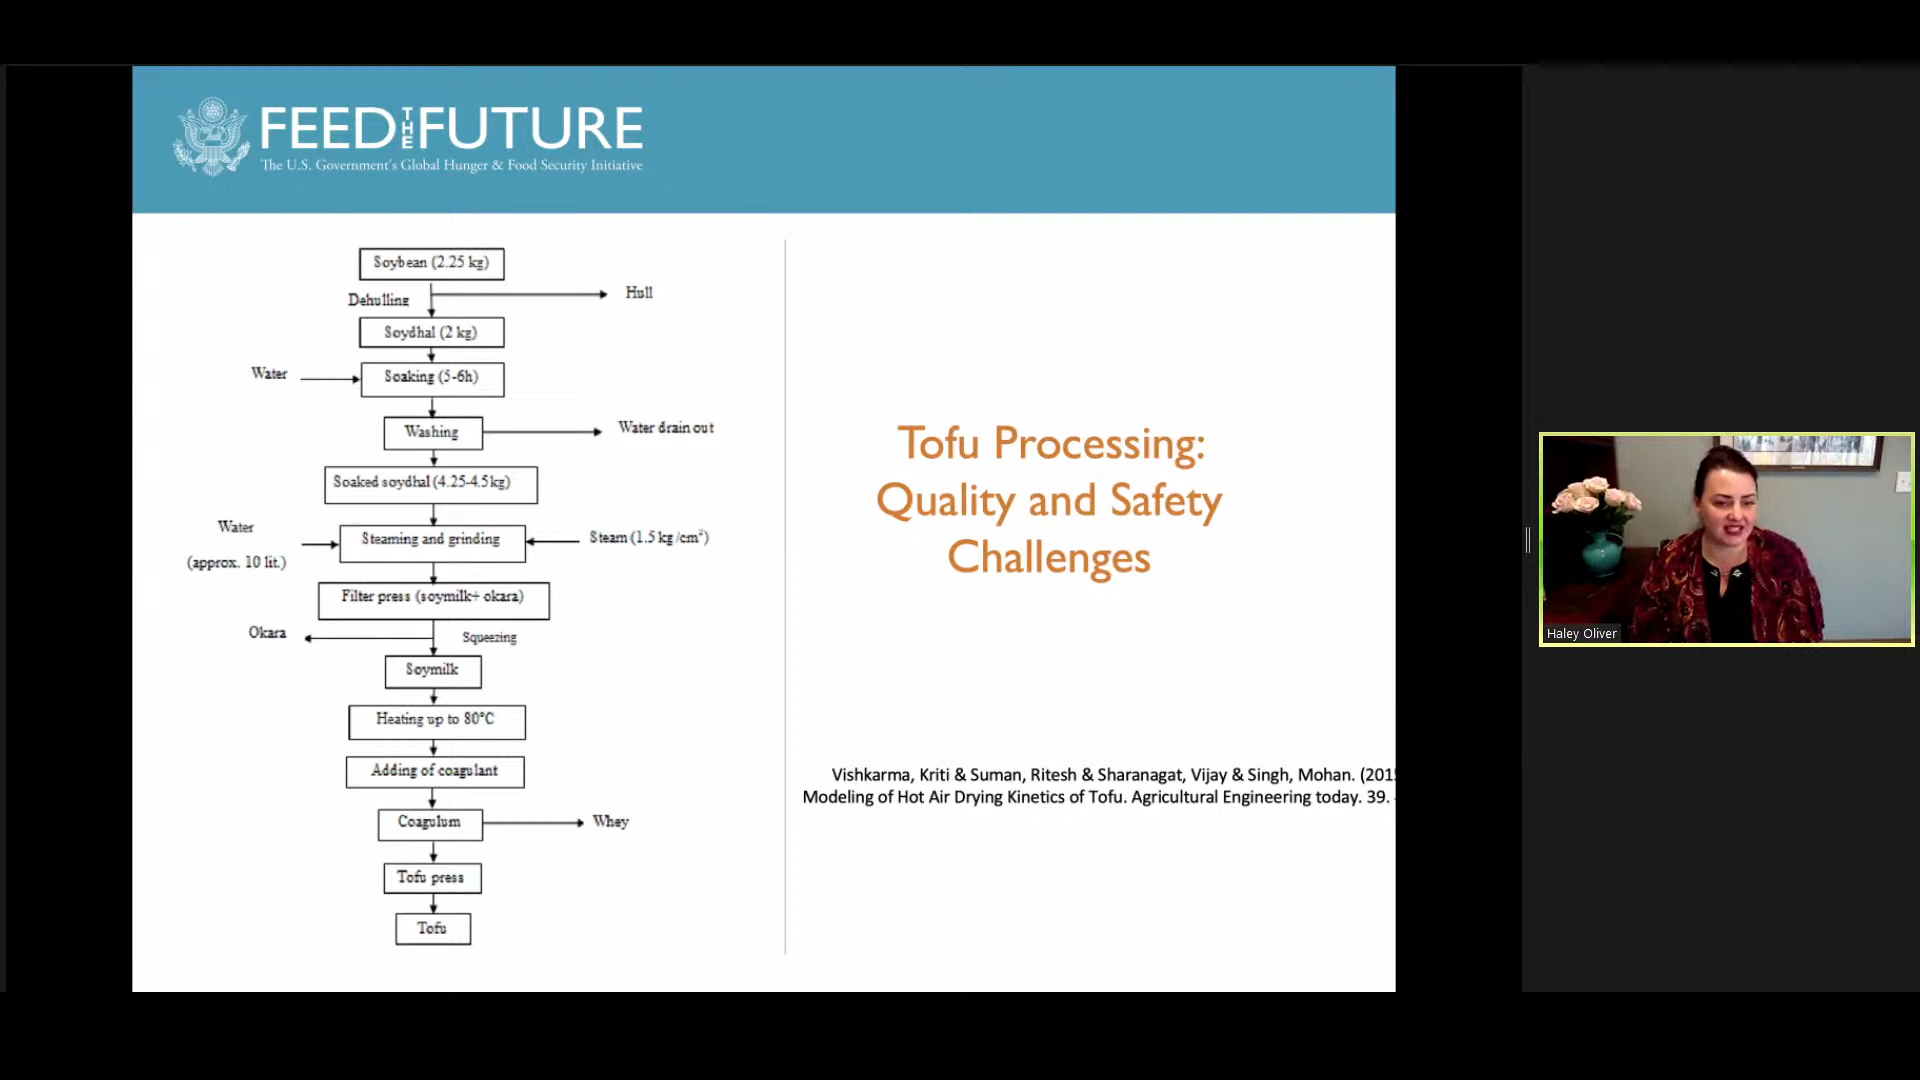 FEED THE FUTURE
The U.S. Government's Global Hunger & Food Security Initiative
Soybean (2.25 kg)
Dehulling
Hull
Soydhal (2 kg)
Water
Soaking (5-6h)
Washing
Water drain out
Soaked soydhal (4.25-4.5kg)
Water
(approx. 10 lit.)
Steaming and grinding
Steam (1.5 kg/cm²)
Filter press (soymilk+ okara)
Okara
Squeezing
Soymilk
Heating up to 80°C
Adding of coagulant
Coagulum
Whey
Tofu press
Tofu
Tofu Processing:
Quality and Safety
Challenges
Vishkarma, Kriti & Suman, Ritesh & Sharanagat, Vijay & Singh, Mohan. (201
Modeling of Hot Air Drying Kinetics of Tofu. Agricultural Engineering today. 39.
Haley Oliver